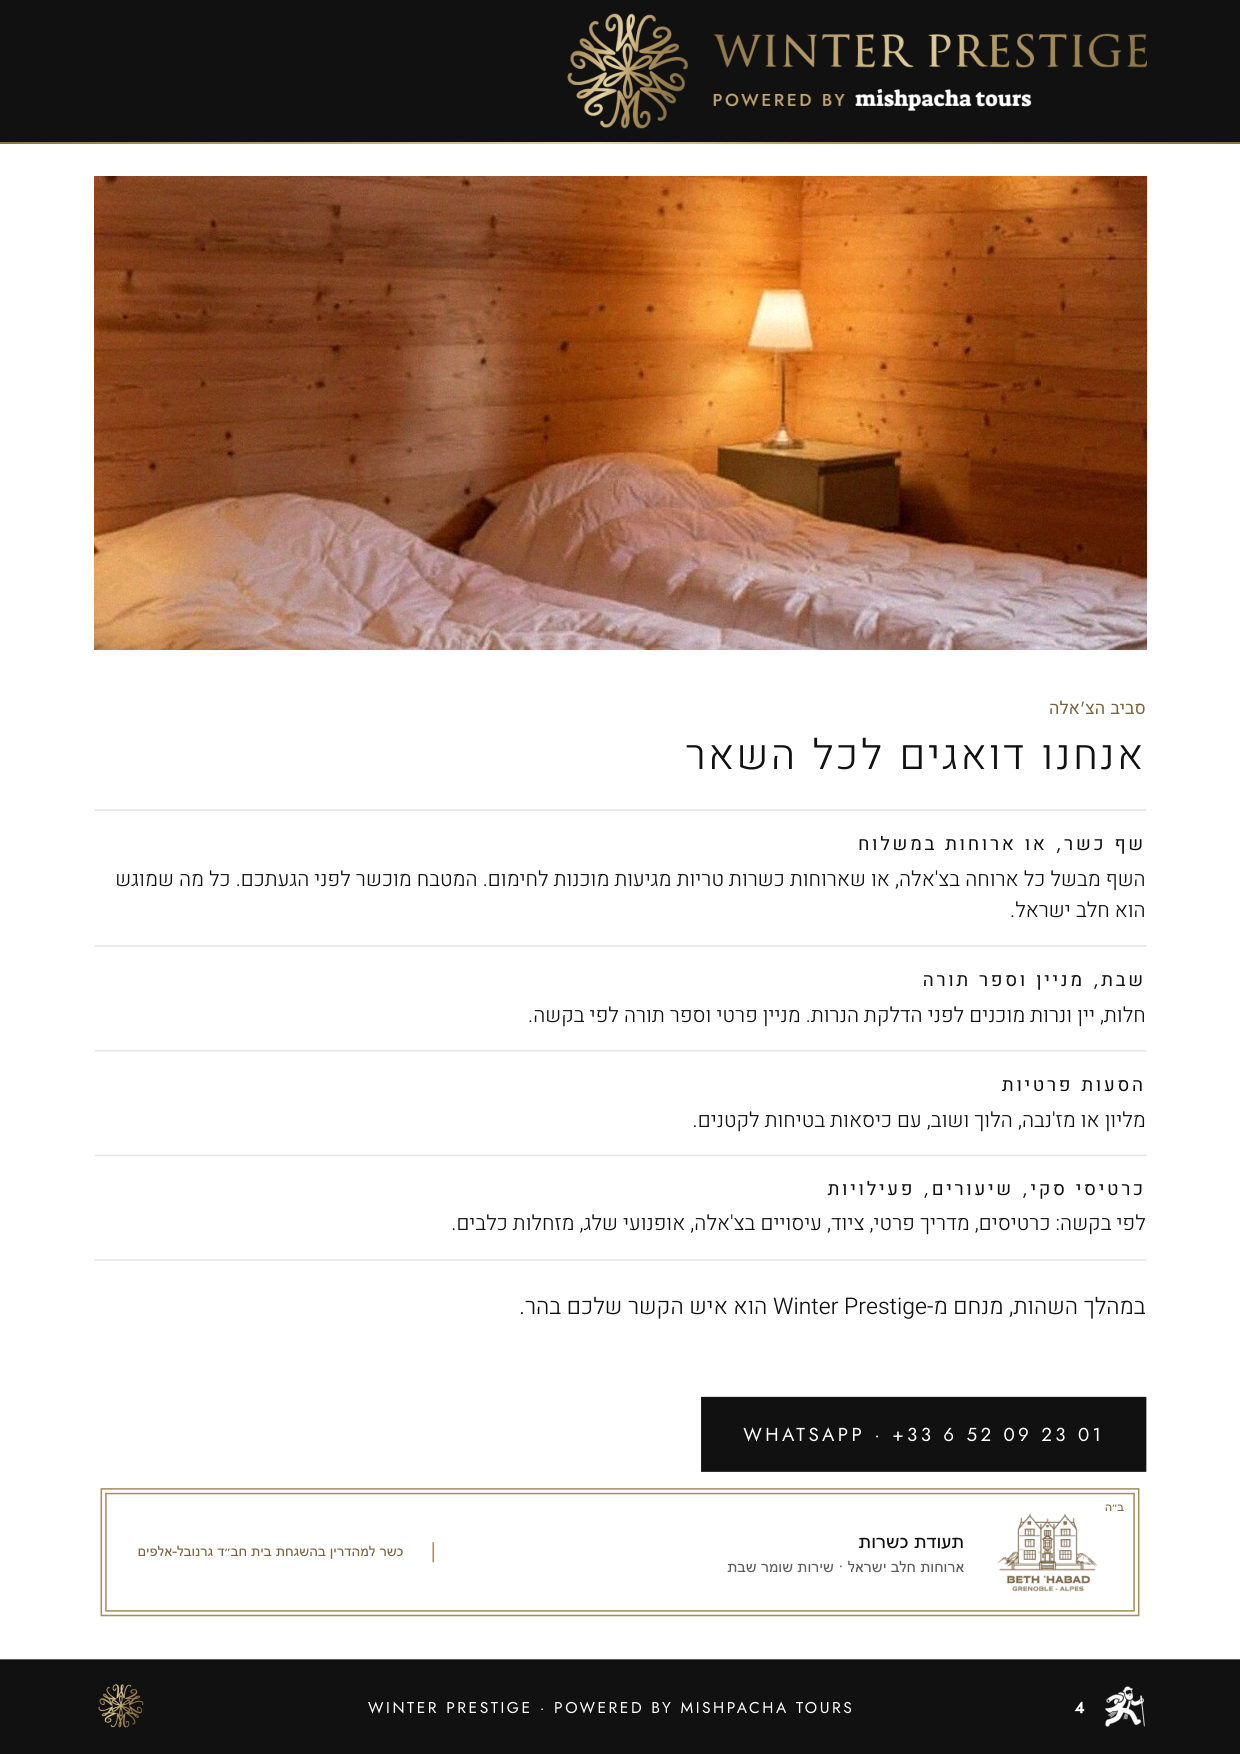 WINTER PRESTIGE
POWERED BY mishpacha tours
סביב הצ׳אלה
אנחנו דואגים לכל השאר
שף כשר, או ארוחות במשלוח
השף מבשל כל ארוחה בצ'אלה, או שארוחות כשרות טריות מגיעות מוכנות לחימום. המטבח מוכשר לפני הגעתכם. כל מה שמוגש
הוא חלב ישראל.
שבת, מניין וספר תורה
חלות, יין ונרות מוכנים לפני הדלקת הנרות. מניין פרטי וספר תורה לפי בקשה.
הסעות פרטיות
מליון או מז'נבה, הלוך ושוב, עם כיסאות בטיחות לקטנים.
כרטיסי סקי, שיעורים, פעילויות
לפי בקשה: כרטיסים, מדריך פרטי, ציוד, עיסויים בצ'אלה, אופנועי שלג, מזחלות כלבים.
במהלך השהות, מנחם מ-Winter Prestige הוא איש הקשר שלכם בהר.
WHATSAPP · +33 6 52 09 23 01
ב״ה
BETH 'HABAD
GRENOBLE - ALPES
תעודת כשרות
ארוחות חלב ישראל · שירות שומר שבת
כשר למהדרין בהשגחת בית חב״ד גרנובל-אלפים
WINTER PRESTIGE · POWERED BY MISHPACHA TOURS
4